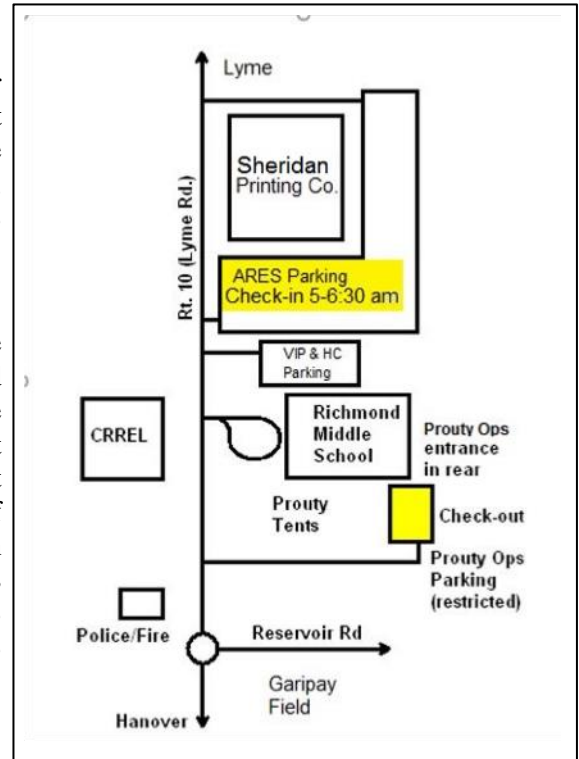 Lyme
Rt. 10 (Lyme Rd.)
Sheridan
Printing Co.
ARES Parking
Check-in 5-6:30 am
VIP & HC
Parking
CRREL
Richmond
Middle
School
Prouty Ops
entrance
in rear
Prouty
Tents
Check-out
Prouty Ops
Parking
(restricted)
Police/Fire
Reservoir Rd
Garipay
Field
Hanover